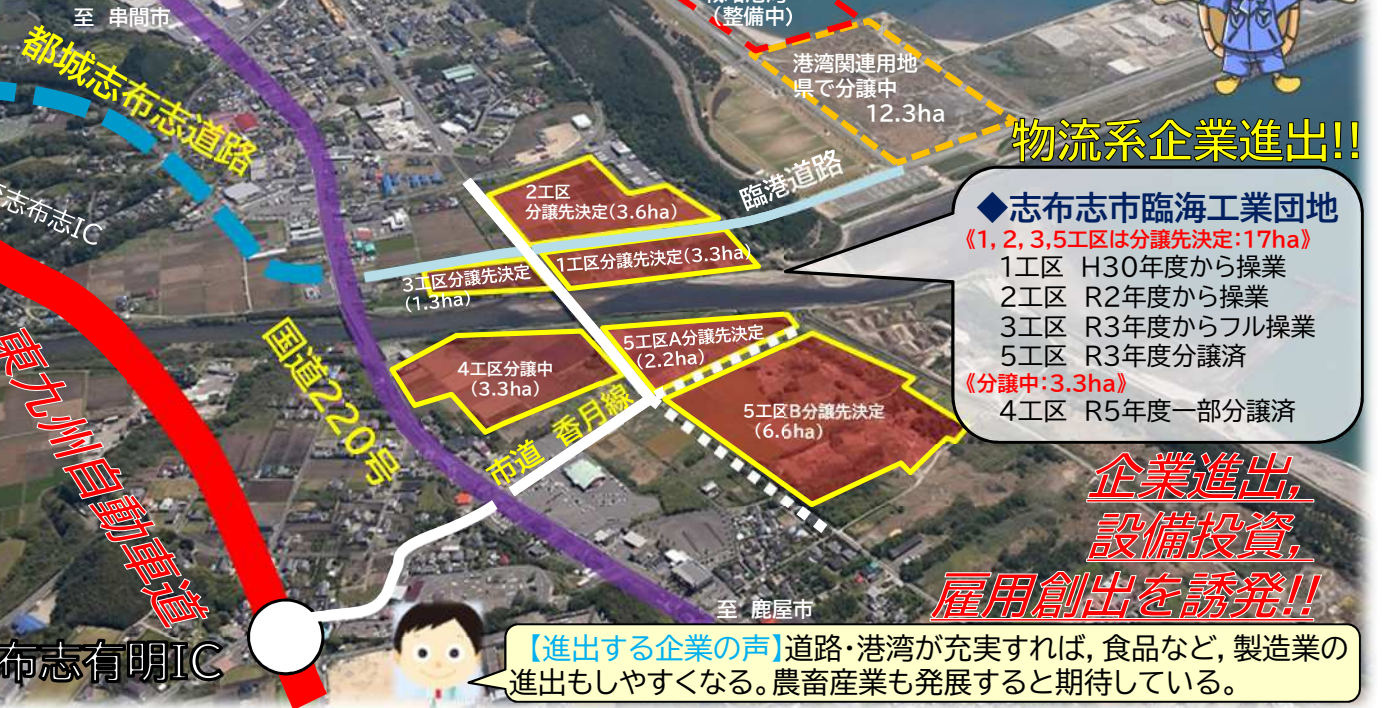 至 串間市
(整備中)
都城志布志道路
港湾関連用地
県で分譲中
12.3ha
物流系企業進出!!
志布志IC
臨港道路
2工区
分譲先決定(3.6ha)
1工区分譲先決定(3.3ha)
3工区分譲先決定
(1.3ha)
◆志布志市臨海工業団地
《1, 2, 3,5工区は分譲先決定:17ha》
1工区 H30年度から操業
2工区 R2年度から操業
3工区 R3年度からフル操業
5工区 R3年度分譲済
《分譲中:3.3ha》
4工区 R5年度一部分譲済
東九州自動車道
国道220号
4工区分譲中
(3.3ha)
5工区A分譲先決定
(2.2ha)
5工区B分譲先決定
(6.6ha)
市道 香月線
企業進出,
設備投資,
雇用創出を誘発!!
至 鹿屋市
布志有明IC
【進出する企業の声】道路・港湾が充実すれば, 食品など, 製造業の
進出もしやすくなる。農畜産業も発展すると期待している。